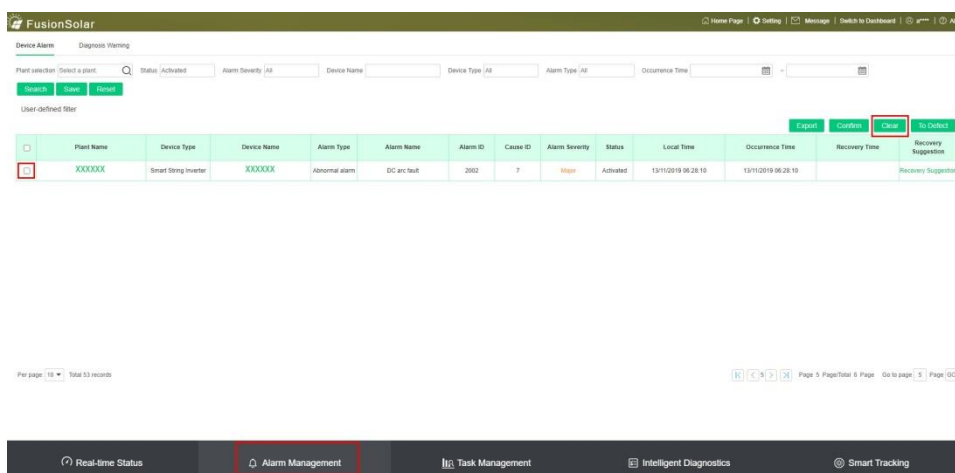 FusionSolar
Home Page | Setting | Message | Switch to Dashboard | a**** |
Device Alarm Diagnosis Warning
Plant selection Select a plant Status Activated Alarm Severity All Device Name Device Type All Alarm Type All Occurrence Time -
Search Save Reset
User-defined filter
Export Confirm Clear To Defect
Plant Name Device Type Device Name Alarm Type Alarm Name Alarm ID Cause ID Alarm Severity Status Local Time Occurrence Time Recovery Time Recovery Suggestion
XXXXXX Smart String Inverter XXXXXX Abnormal alarm DC arc fault 2002 7 Major Activated 13/11/2019 06:28:10 13/11/2019 06:28:10 Recovery Suggestion
Per page: 10 Total 53 records 5 Page 5 Page/Total 6 Page Go to page 5 Page GO
Real-time Status Alarm Management Task Management Intelligent Diagnostics Smart Tracking